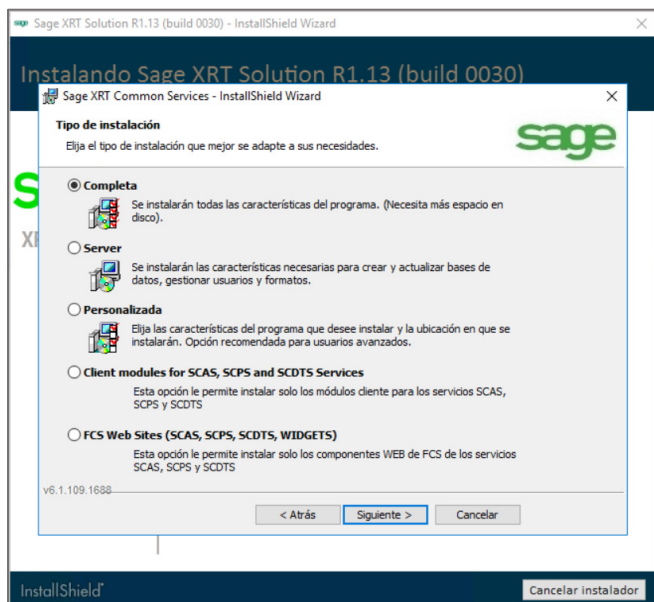 sage Sage XRT Solution R1.13 (build 0030) - InstallShield Wizard
Instalando Sage XRT Solution R1.13 (build 0030)
Sage XRT Common Services - InstallShield Wizard
Tipo de instalación
Elija el tipo de instalación que mejor se adapte a sus necesidades.
sage
Completa
Se instalarán todas las características del programa. (Necesita más espacio en
disco).
Server
Se instalarán las características necesarias para crear y actualizar bases de
datos, gestionar usuarios y formatos.
Personalizada
Elija las características del programa que desee instalar y la ubicación en que se
instalarán. Opción recomendada para usuarios avanzados.
Client modules for SCAS, SCPS and SCDTS Services
Esta opción le permite instalar solo los módulos cliente para los servicios SCAS,
SCPS y SCDTS
FCS Web Sites (SCAS, SCPS, SCDTS, WIDGETS)
Esta opción le permite instalar solo los componentes WEB de FCS de los servicios
SCAS, SCPS y SCDTS
v6.1.109.1688
< Atrás
Siguiente >
Cancelar
InstallShield
Cancelar instalador